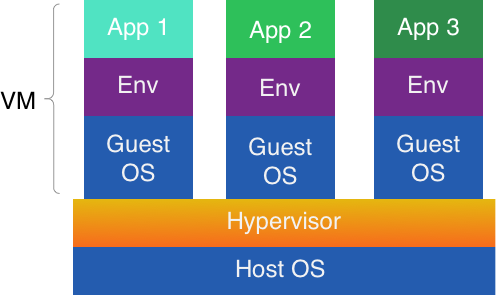 App 1
App 2
App 3
VM
Env
Env
Env
Guest
OS
Guest
OS
Guest
OS
Hypervisor
Host OS